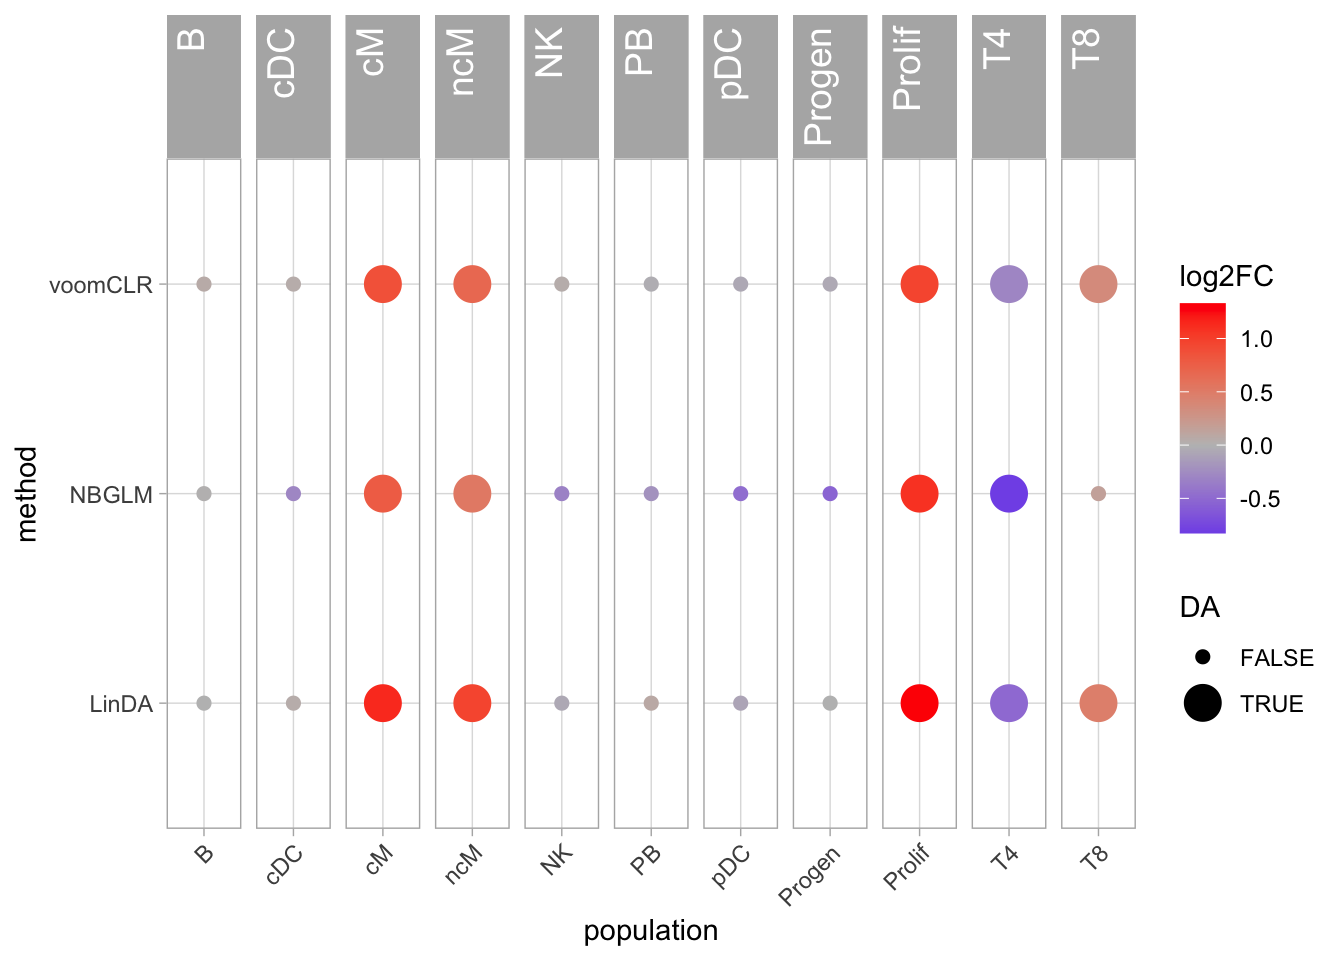 B
cDC
cM
ncM
NK
PB
pDC
Progen
Prolif
T4
T8
voomCLR
NBGLM
LinDA
method
B
cDC
cM
ncM
NK
PB
pDC
Progen
Prolif
T4
T8
population
log2FC
1.0
0.5
0.0
-0.5
DA
FALSE
TRUE